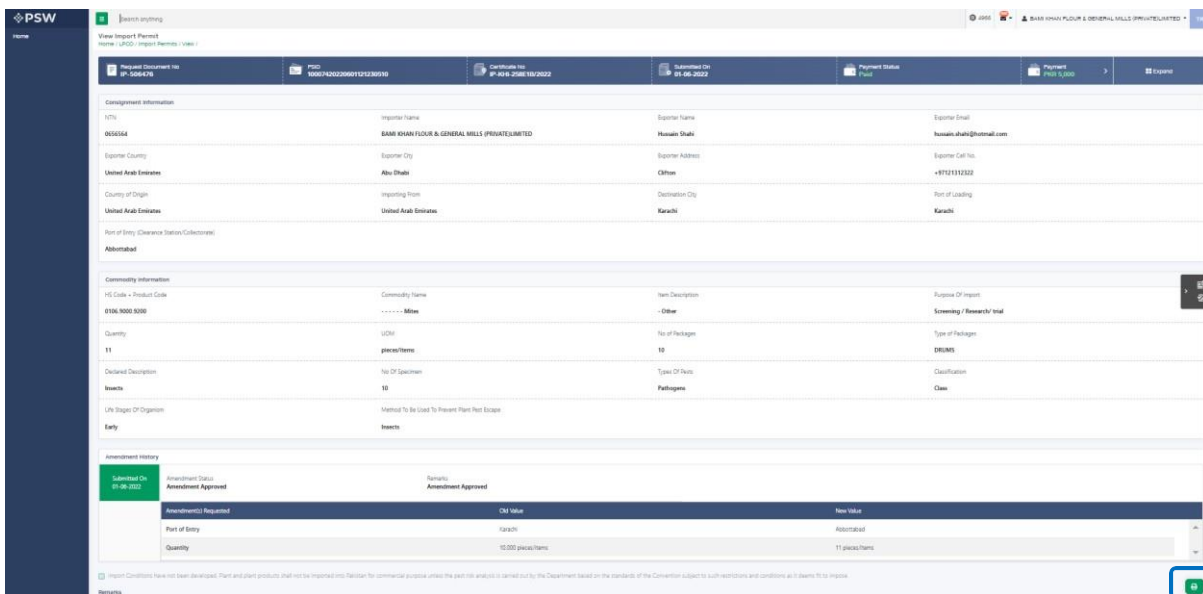 PSW
Search anything
4966
BAMI KHAN FLOUR & GENERAL MILLS (PRIVATE)LIMITED
Home
View Import Permit
Home / LPCO / Import Permits / View /
Request Document No PSID Certificate No Submitted On Payment Status Payment
IP-506476 10007420220601121230510 IP-KHI-258E10/2022 01-06-2022 Paid PKR 5,000 Expand
Consignment Information
NTN Importer Name Exporter Name Exporter Email
0656564 BAMI KHAN FLOUR & GENERAL MILLS (PRIVATE)LIMITED Hussain Shahi hussain.shahi@hotmail.com
Exporter Country Exporter City Exporter Address Exporter Cell No.
United Arab Emirates Abu Dhabi Clifton +97121312322
Country of Origin Importing From Destination City Port of Loading
United Arab Emirates United Arab Emirates Karachi Karachi
Port of Entry (Clearance Station/Collectorate)
Abbottabad
Commodity Information
HS Code + Product Code Commodity Name Item Description Purpose Of Import
0106.9000.9200 - - - - - - Mites - Other Screening / Research/ trial
Quantity UOM No of Packages Type of Packages
11 pieces/items 10 DRUMS
Declared Description No Of Specimen Types Of Pests Classification
Insects 10 Pathogens Class
Life Stages Of Organism Method To Be Used To Prevent Plant Pest Escape
Early Insects
Amendment History
Submitted On Amendment Status Remarks
01-06-2022 Amendment Approved Amendment Approved
Amendment(s) Requested Old Value New Value
Port of Entry Karachi Abbottabad
Quantity 10.000 pieces/items 11 pieces/items
Import Conditions have not been developed. Plant and plant products shall not be imported into Pakistan for commercial purpose unless the pest risk analysis is carried out by the Department based on the standards of the Convention subject to such restrictions and conditions as it deems fit to impose.
Remarks